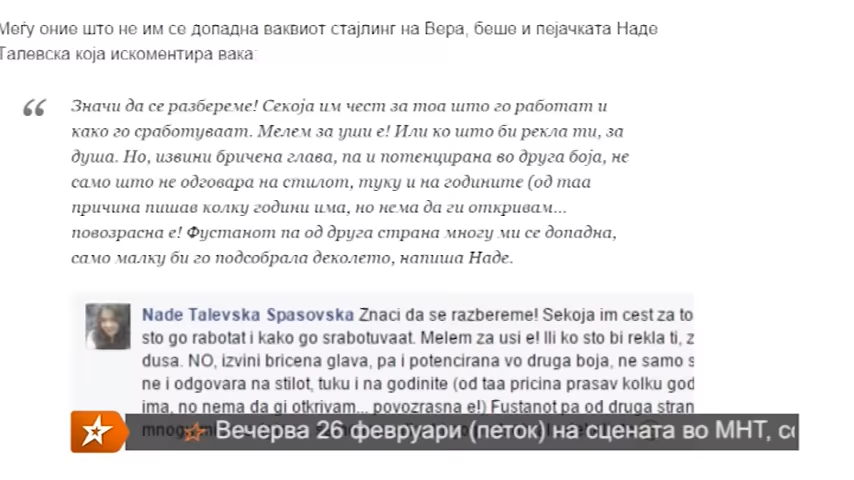 Меѓу оние што не им се допадна ваквиот стајлинг на Вера, беше и пејачката Наде
Талевска која искоментира вака:
“ Значи да се разбереме! Секоја им чест за тоа што го работат и
како го сработуваат. Мелем за уши е! Или ко што би рекла ти, за
душа. Но, извини бричена глава, па и потенцирана во друга боја, не
само што не одговара на стилот, туку и на годините (од таа
причина пишав колку години има, но нема да ги откривам...
повозрасна е! Фустанот па од друга страна многу ми се допадна,
само малку би го подсобрала деколето, напиша Наде.
Nade Talevska Spasovska Znaci da se razbereme! Sekoja im cest za to
sto go rabotat i kako go srabotuvaat. Melem za usi e! Ili ko sto bi rekla ti, z
dusa. NO, izvini bricena glava, pa i potencirana vo druga boja, ne samo s
ne i odgovara na stilot, tuku i na godinite (od taa pricina prasav kolku god
ima, no nema da gi otkrivam... povozrasna e!) Fustanot pa od druga stran
Вечерва 26 февруари (петок) на сцената во МНТ, со